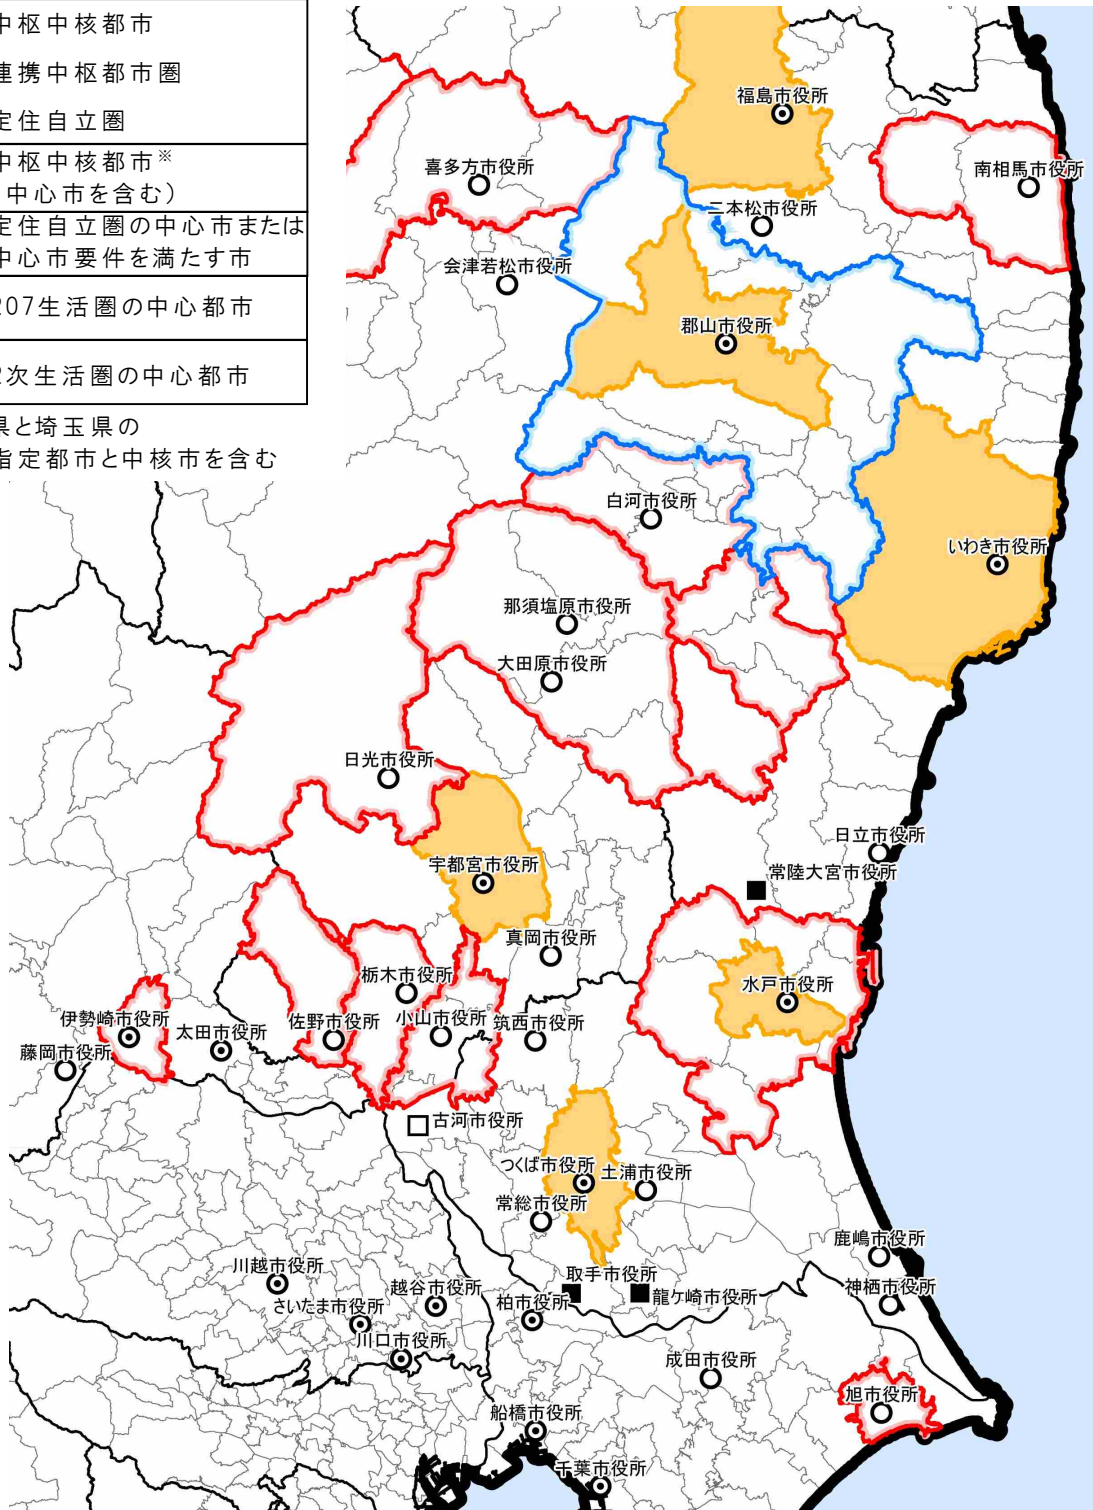 中枢中核都市
連携中枢都市圏
定住自立圏
中枢中核都市※
中心市を含む）
定住自立圏の中心市または
中心市要件を満たす市
207生活圏の中心都市
2次生活圏の中心都市
県と埼玉県の
指定都市と中核市を含む
福島市役所
喜多方市役所
南相馬市役所
二本松市役所
会津若松市役所
郡山市役所
白河市役所
いわき市役所
那須塩原市役所
大田原市役所
日光市役所
日立市役所
宇都宮市役所
常陸大宮市役所
真岡市役所
栃木市役所
水戸市役所
伊勢崎市役所
太田市役所
佐野市役所
小山市役所
筑西市役所
藤岡市役所
古河市役所
つくば市役所
土浦市役所
常総市役所
鹿嶋市役所
川越市役所
取手市役所
越谷市役所
神栖市役所
さいたま市役所
柏市役所
龍ケ崎市役所
川口市役所
成田市役所
旭市役所
船橋市役所
千葉市役所